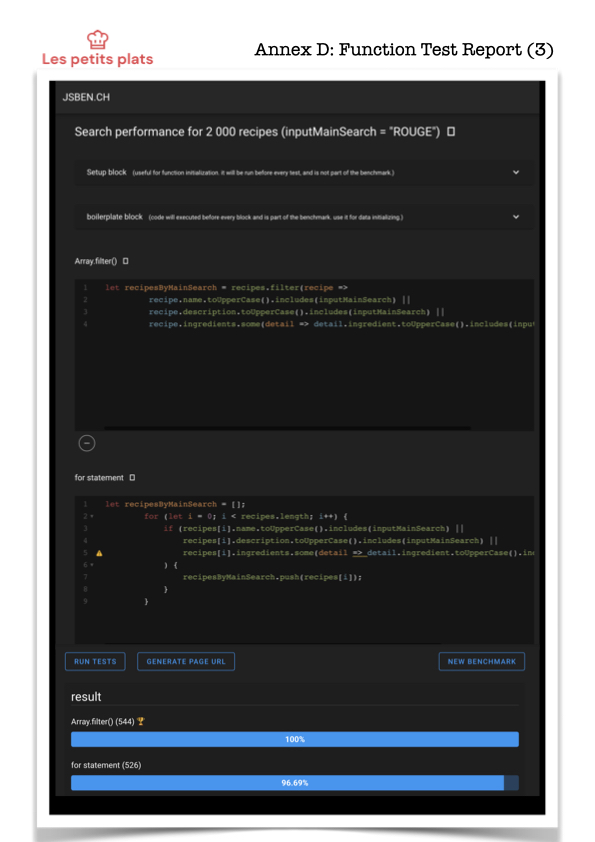 Les petits plats
Annex D: Function Test Report (3)
JSBEN.CH
Search performance for 2 000 recipes (inputMainSearch = "ROUGE")
Setup block (useful for function initialization. it will be run before every test, and is not part of the benchmark.)
boilerplate block (code will executed before every block and is part of the benchmark. use it for data initializing.)
Array.filter()
1 let recipesByMainSearch = recipes.filter(recipe =>
2 recipe.name.toUpperCase().includes(inputMainSearch) ||
3 recipe.description.toUpperCase().includes(inputMainSearch) ||
4 recipe.ingredients.some(detail => detail.ingredient.toUpperCase().includes(input
for statement
1 let recipesByMainSearch = [];
2 for (let i = 0; i < recipes.length; i++) {
3 if (recipes[i].name.toUpperCase().includes(inputMainSearch) ||
4 recipes[i].description.toUpperCase().includes(inputMainSearch) ||
5 recipes[i].ingredients.some(detail => detail.ingredient.toUpperCase().inc
6 ) {
7 recipesByMainSearch.push(recipes[i]);
8 }
9 }
RUN TESTS GENERATE PAGE URL NEW BENCHMARK
result
Array.filter() (544) 🏆
100%
for statement (526)
96.69%